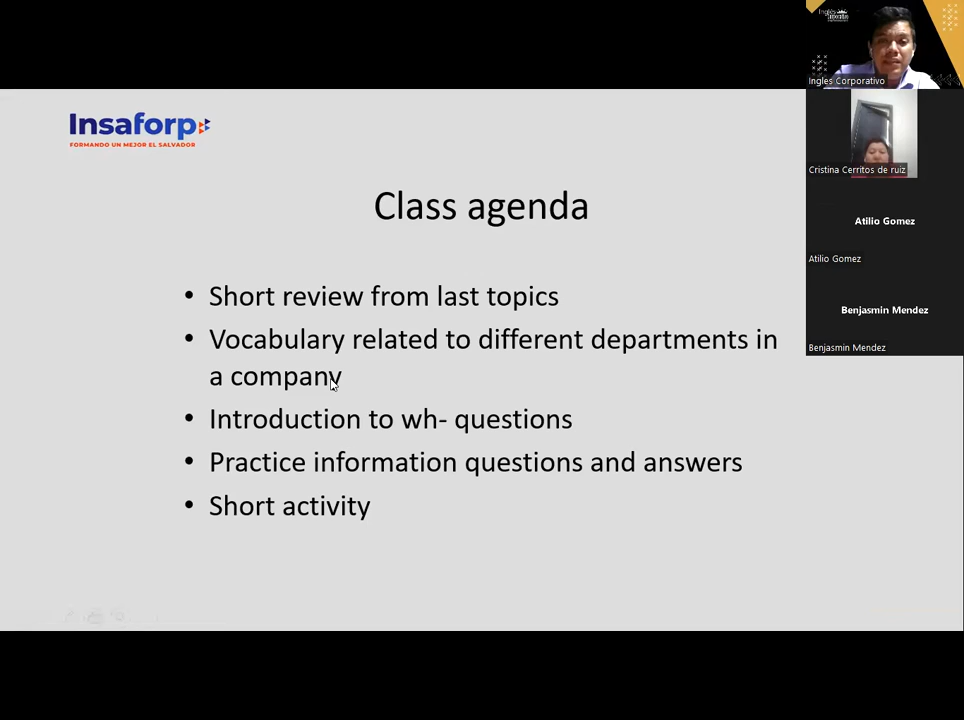 Insaforp
FORMANDO UN MEJOR EL SALVADOR
Class agenda
• Short review from last topics
• Vocabulary related to different departments in
a company
• Introduction to wh- questions
• Practice information questions and answers
• Short activity
Ingles Corporativo
Cristina Cerritos de ruiz
Atilio Gomez
Atilio Gomez
Benjasmin Mendez
Benjasmin Mendez